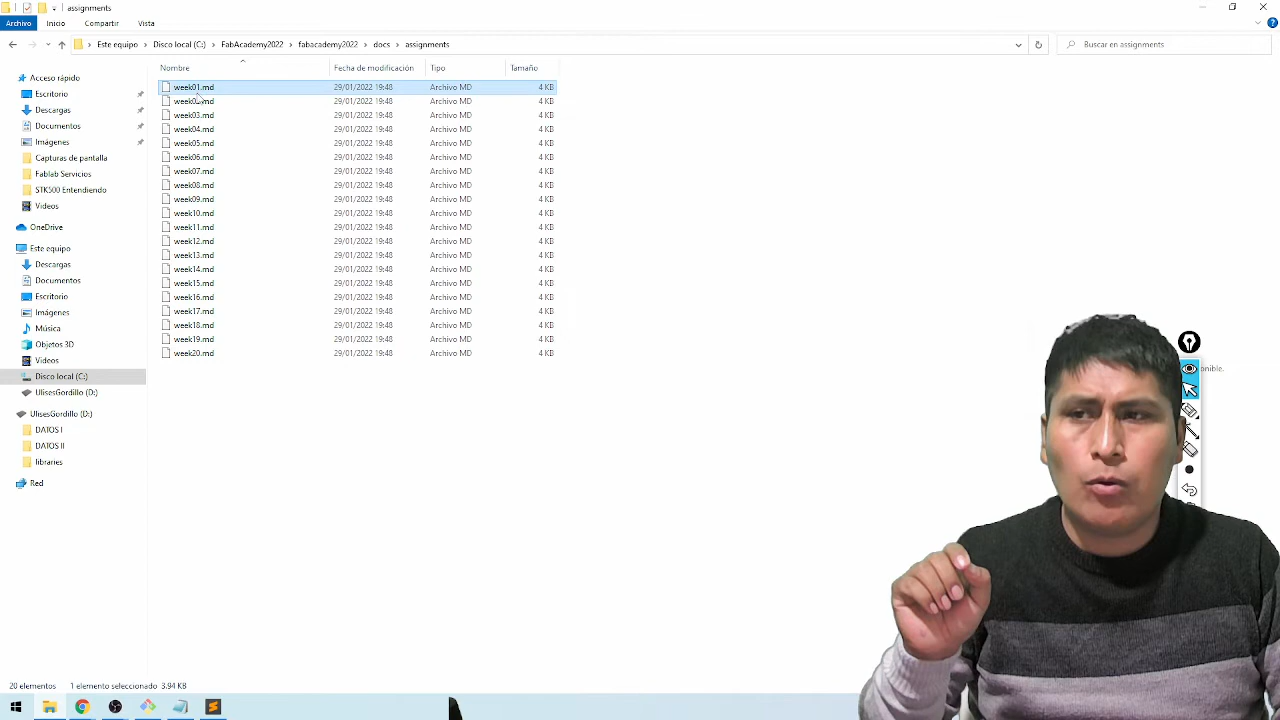 assignments
Archivo Inicio Compartir Vista
Este equipo Disco local (C:) FabAcademy2022 fabacademy2022 docs assignments
Buscar en assignments
Nombre Fecha de modificación Tipo Tamaño
Acceso rápido
Escritorio
Descargas
Documentos
Imágenes
Capturas de pantalla
Fablab Servicios
STK500 Entendiendo
Videos
OneDrive
Este equipo
Descargas
Documentos
Escritorio
Imágenes
Música
Objetos 3D
Videos
Disco local (C:)
UlisesGordillo (D:)
UlisesGordillo (D:)
DATOS I
DATOS II
libraries
Red
week01.md 29/01/2022 19:48 Archivo MD 4 KB
week02.md 29/01/2022 19:48 Archivo MD 4 KB
week03.md 29/01/2022 19:48 Archivo MD 4 KB
week04.md 29/01/2022 19:48 Archivo MD 4 KB
week05.md 29/01/2022 19:48 Archivo MD 4 KB
week06.md 29/01/2022 19:48 Archivo MD 4 KB
week07.md 29/01/2022 19:48 Archivo MD 4 KB
week08.md 29/01/2022 19:48 Archivo MD 4 KB
week09.md 29/01/2022 19:48 Archivo MD 4 KB
week10.md 29/01/2022 19:48 Archivo MD 4 KB
week11.md 29/01/2022 19:48 Archivo MD 4 KB
week12.md 29/01/2022 19:48 Archivo MD 4 KB
week13.md 29/01/2022 19:48 Archivo MD 4 KB
week14.md 29/01/2022 19:48 Archivo MD 4 KB
week15.md 29/01/2022 19:48 Archivo MD 4 KB
week16.md 29/01/2022 19:48 Archivo MD 4 KB
week17.md 29/01/2022 19:48 Archivo MD 4 KB
week18.md 29/01/2022 19:48 Archivo MD 4 KB
week19.md 29/01/2022 19:48 Archivo MD 4 KB
week20.md 29/01/2022 19:48 Archivo MD 4 KB
onible.
20 elementos 1 elemento seleccionado 3.94 KB